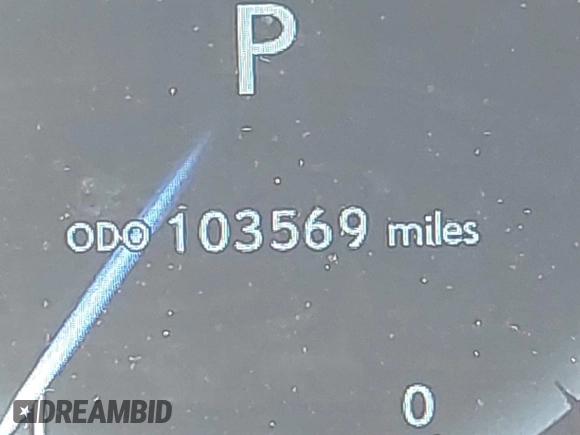 P
ODO 103569 miles
0
DREAMBID